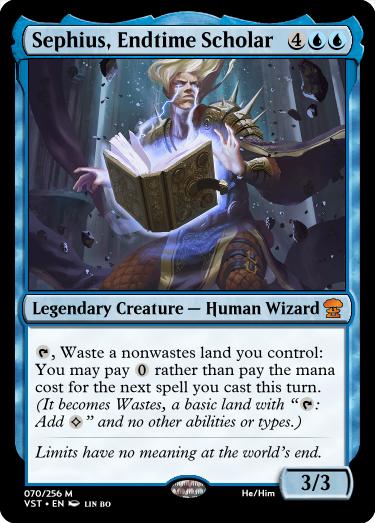 Sephius, Endtime Scholar 4
Legendary Creature — Human Wizard
, Waste a nonwastes land you control:
You may pay 0 rather than pay the mana
cost for the next spell you cast this turn.
(It becomes Wastes, a basic land with “ :
Add ” and no other abilities or types.)
Limits have no meaning at the world's end.
3/3
070/256 M
He/Him
VST • EN LIN BO